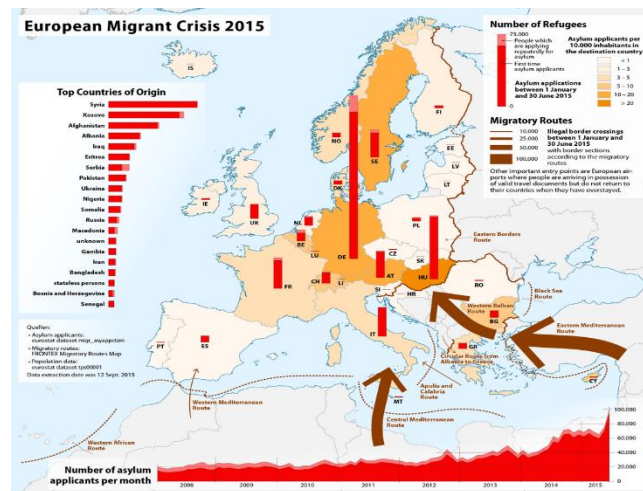 European Migrant Crisis 2015
Number of Refugees
75,000
People which
are applying
repeatedly for
asylum
First time
asylum applicants
0
Asylum applications
between 1 January
and 30 June 2015
Asylum applicants per
10.000 inhabitants in
the destination country
< 1
1 – 3
3 – 5
5 – 10
10 – 20
> 20
Migratory Routes
10,000
25,000
50,000
100,000
Illegal border crossings
between 1 January and
30 June 2015
with border sections
according to the migratory
routes
Other important entry points are European air-
ports where people are arriving in possession
of valid travel documents but do not return to
their countries when they have overstayed.
Top Countries of Origin
Syria
Kosovo
Afghanistan
Albania
Iraq
Eritrea
Serbia
Pakistan
Ukraine
Nigeria
Somalia
Russia
Macedonia
unknown
Gambia
Iran
Bangladesh
stateless persons
Bosnia and Herzegovina
Senegal
IS
NO
SE
FI
EE
LV
LT
DK
IE
UK
NL
BE
LU
DE
PL
CZ
SK
AT
HU
CH
LI
FR
SI
HR
RO
BG
IT
PT
ES
GR
MT
CY
Eastern Borders
Route
Black Sea
Route
Western Balkan
Route
Eastern Mediterranean
Route
Circular Route from
Albania to Greece
Apulia and
Calabria
Route
Central Mediterranean
Route
Western Mediterranean
Route
Western African
Route
Quellen:
- Asylum applicants:
eurostat dataset migr_asyappctzm
- Migratory routes:
FRONTEX Migratory Routes Map
- Population data:
eurostat dataset tps00001
Data extraction date was 12 Sept. 2015
Number of asylum
applicants per month
100,000
80,000
60,000
40,000
20,000
0
2008
2009
2010
2011
2012
2013
2014
2015